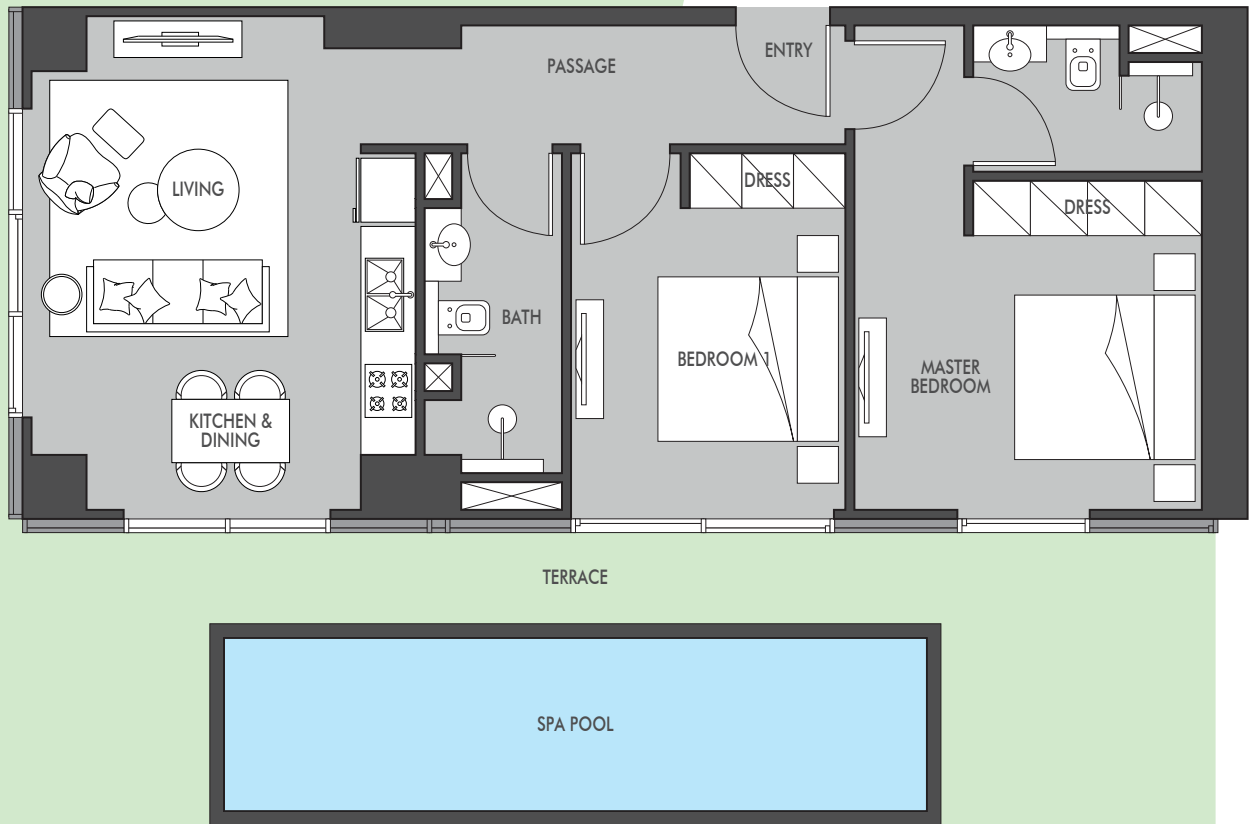 PASSAGE
ENTRY
LIVING
DRESS
DRESS
BATH
BEDROOM 1
MASTER
BEDROOM
KITCHEN &
DINING
TERRACE
SPA POOL